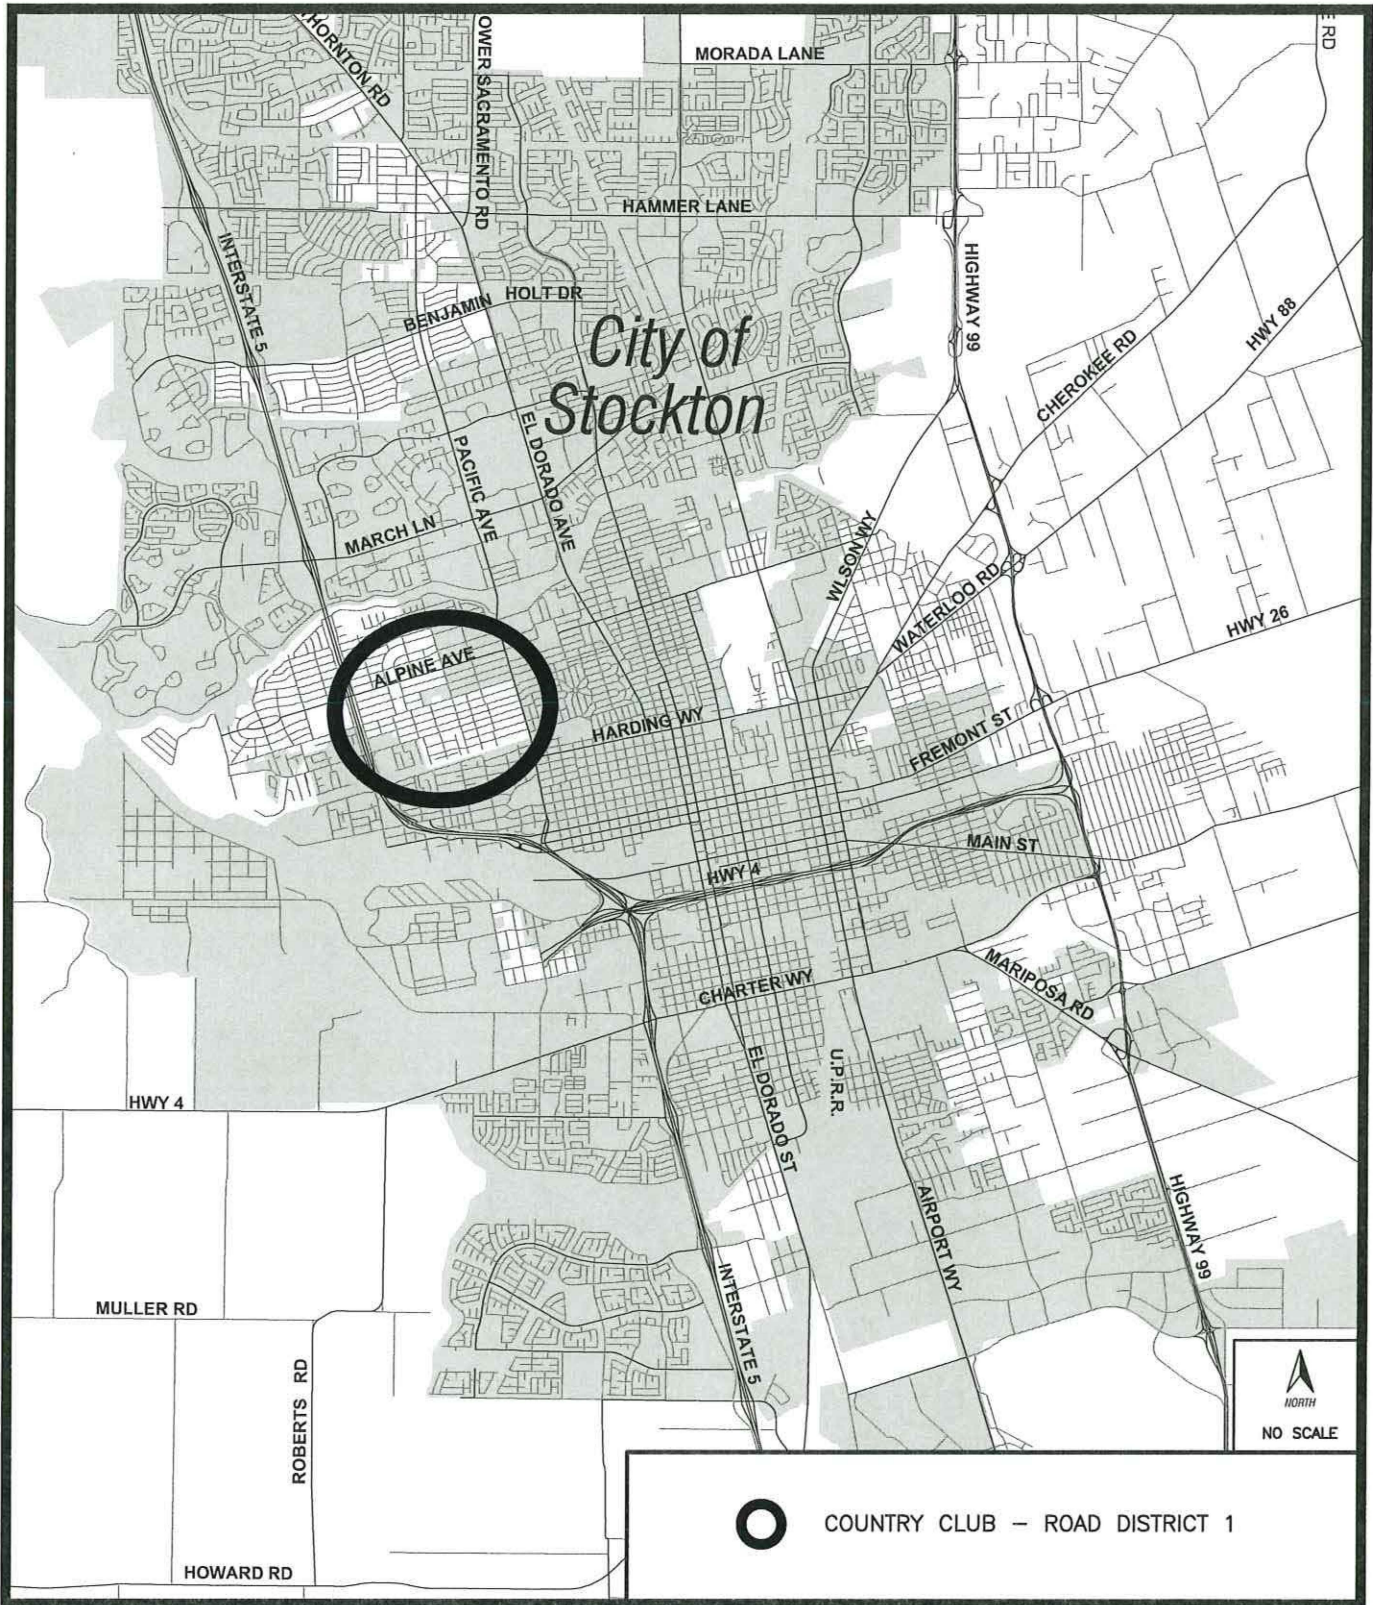 THORNTON RD
OWER SACRAMENTO RD
MORADA LANE
E RD
HAMMER LANE
INTERSTATE 5
BENJAMIN HOLT DR
HIGHWAY 99
City of
Stockton
CHEROKEE RD
HWY 88
PACIFIC AVE
EL DORADO AVE
MARCH LN
WLSON WY
WATERLOO RD
HWY 26
ALPINE AVE
HARDING WY
FREMONT ST
MAIN ST
HWY 4
CHARTER WY
MARIPOSA RD
EL DORADO ST
U.P.R.R.
HWY 4
AIRPORT WY
HIGHWAY 99
MULLER RD
INTERSTATE 5
ROBERTS RD
NORTH
NO SCALE
COUNTRY CLUB – ROAD DISTRICT 1
HOWARD RD